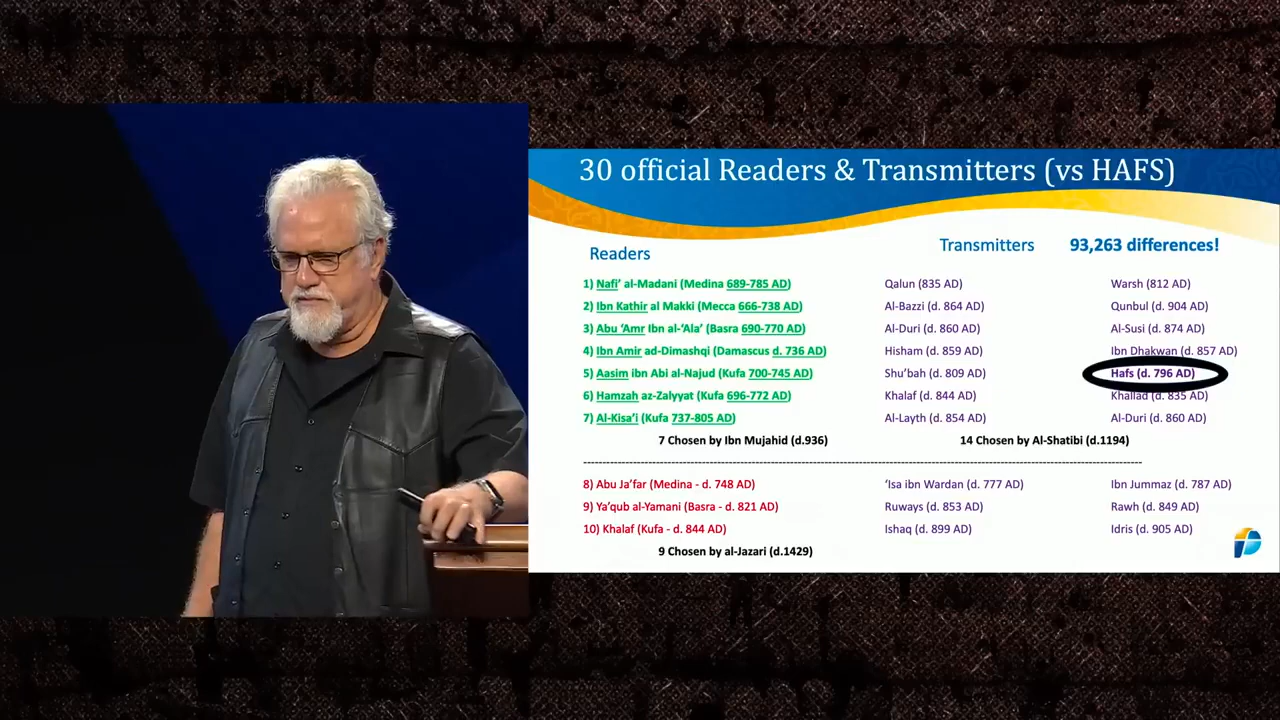 30 official Readers & Transmitters (vs HAFS)
Readers Transmitters 93,263 differences!
1) Nafi’ al-Madani (Medina 689-785 AD) Qalun (835 AD) Warsh (812 AD)
2) Ibn Kathir al Makki (Mecca 666-738 AD) Al-Bazzi (d. 864 AD) Qunbul (d. 904 AD)
3) Abu ‘Amr Ibn al-‘Ala’ (Basra 690-770 AD) Al-Duri (d. 860 AD) Al-Susi (d. 874 AD)
4) Ibn Amir ad-Dimashqi (Damascus d. 736 AD) Hisham (d. 859 AD) Ibn Dhakwan (d. 857 AD)
5) Aasim ibn Abi al-Najud (Kufa 700-745 AD) Shu’bah (d. 809 AD) Hafs (d. 796 AD)
6) Hamzah az-Zalyyat (Kufa 696-772 AD) Khalaf (d. 844 AD) Khallad (d. 835 AD)
7) Al-Kisa’i (Kufa 737-805 AD) Al-Layth (d. 854 AD) Al-Duri (d. 860 AD)
7 Chosen by Ibn Mujahid (d.936) 14 Chosen by Al-Shatibi (d.1194)
8) Abu Ja’far (Medina - d. 748 AD) ‘Isa ibn Wardan (d. 777 AD) Ibn Jummaz (d. 787 AD)
9) Ya’qub al-Yamani (Basra - d. 821 AD) Ruways (d. 853 AD) Rawh (d. 849 AD)
10) Khalaf (Kufa - d. 844 AD) Ishaq (d. 899 AD) Idris (d. 905 AD)
9 Chosen by al-Jazari (d.1429)